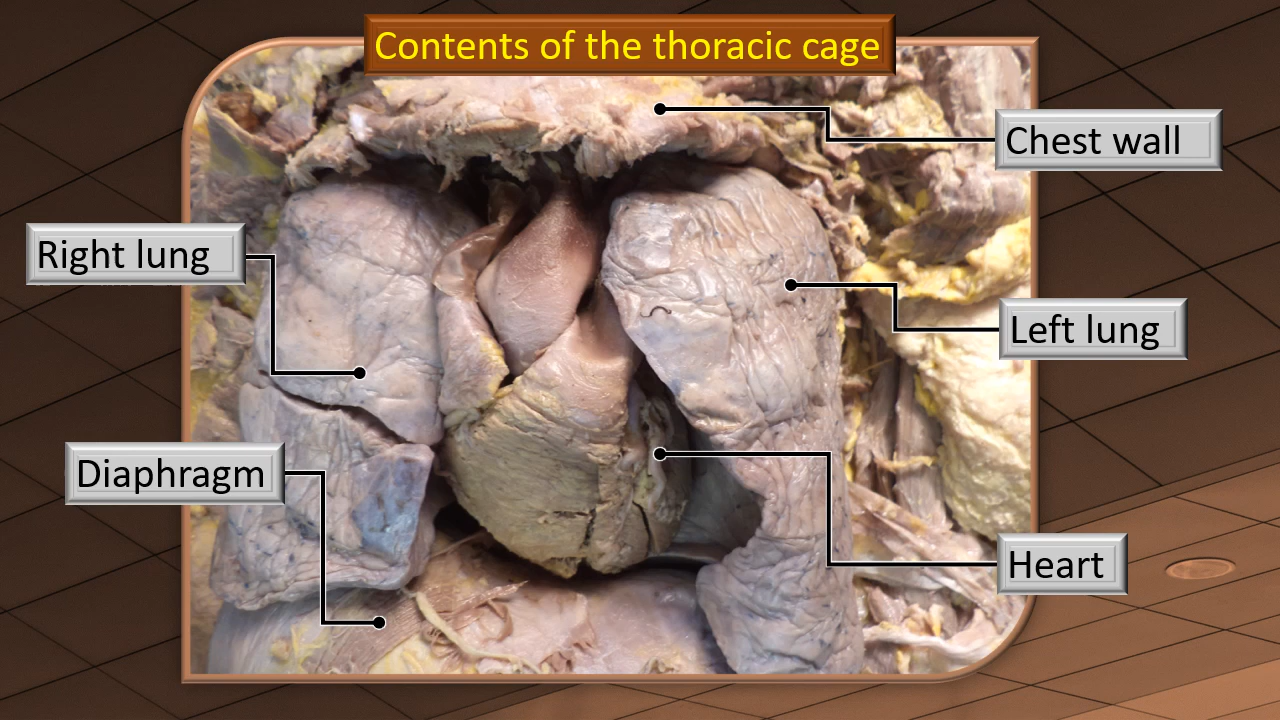 Contents of the thoracic cage
Chest wall
Right lung
Left lung
Diaphragm
Heart